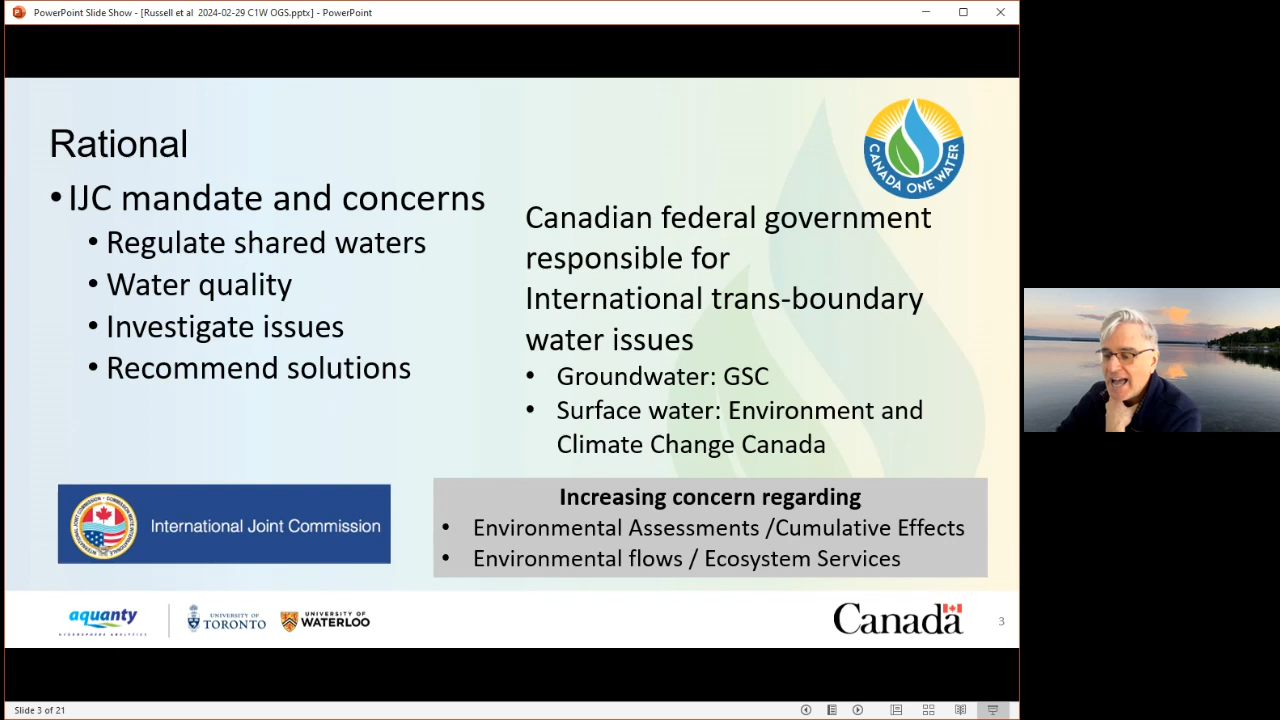 PowerPoint Slide Show - [Russell et al 2024-02-29 C1W OGS.pptx] - PowerPoint
Rational
• IJC mandate and concerns
• Regulate shared waters
• Water quality
• Investigate issues
• Recommend solutions
CANADA ONE WATER
Canadian federal government
responsible for
International trans-boundary
water issues
• Groundwater: GSC
• Surface water: Environment and
Climate Change Canada
International Joint Commission
Increasing concern regarding
• Environmental Assessments /Cumulative Effects
• Environmental flows / Ecosystem Services
aquanty
UNIVERSITY OF
TORONTO
UNIVERSITY OF
WATERLOO
Canada
3
Slide 3 of 21